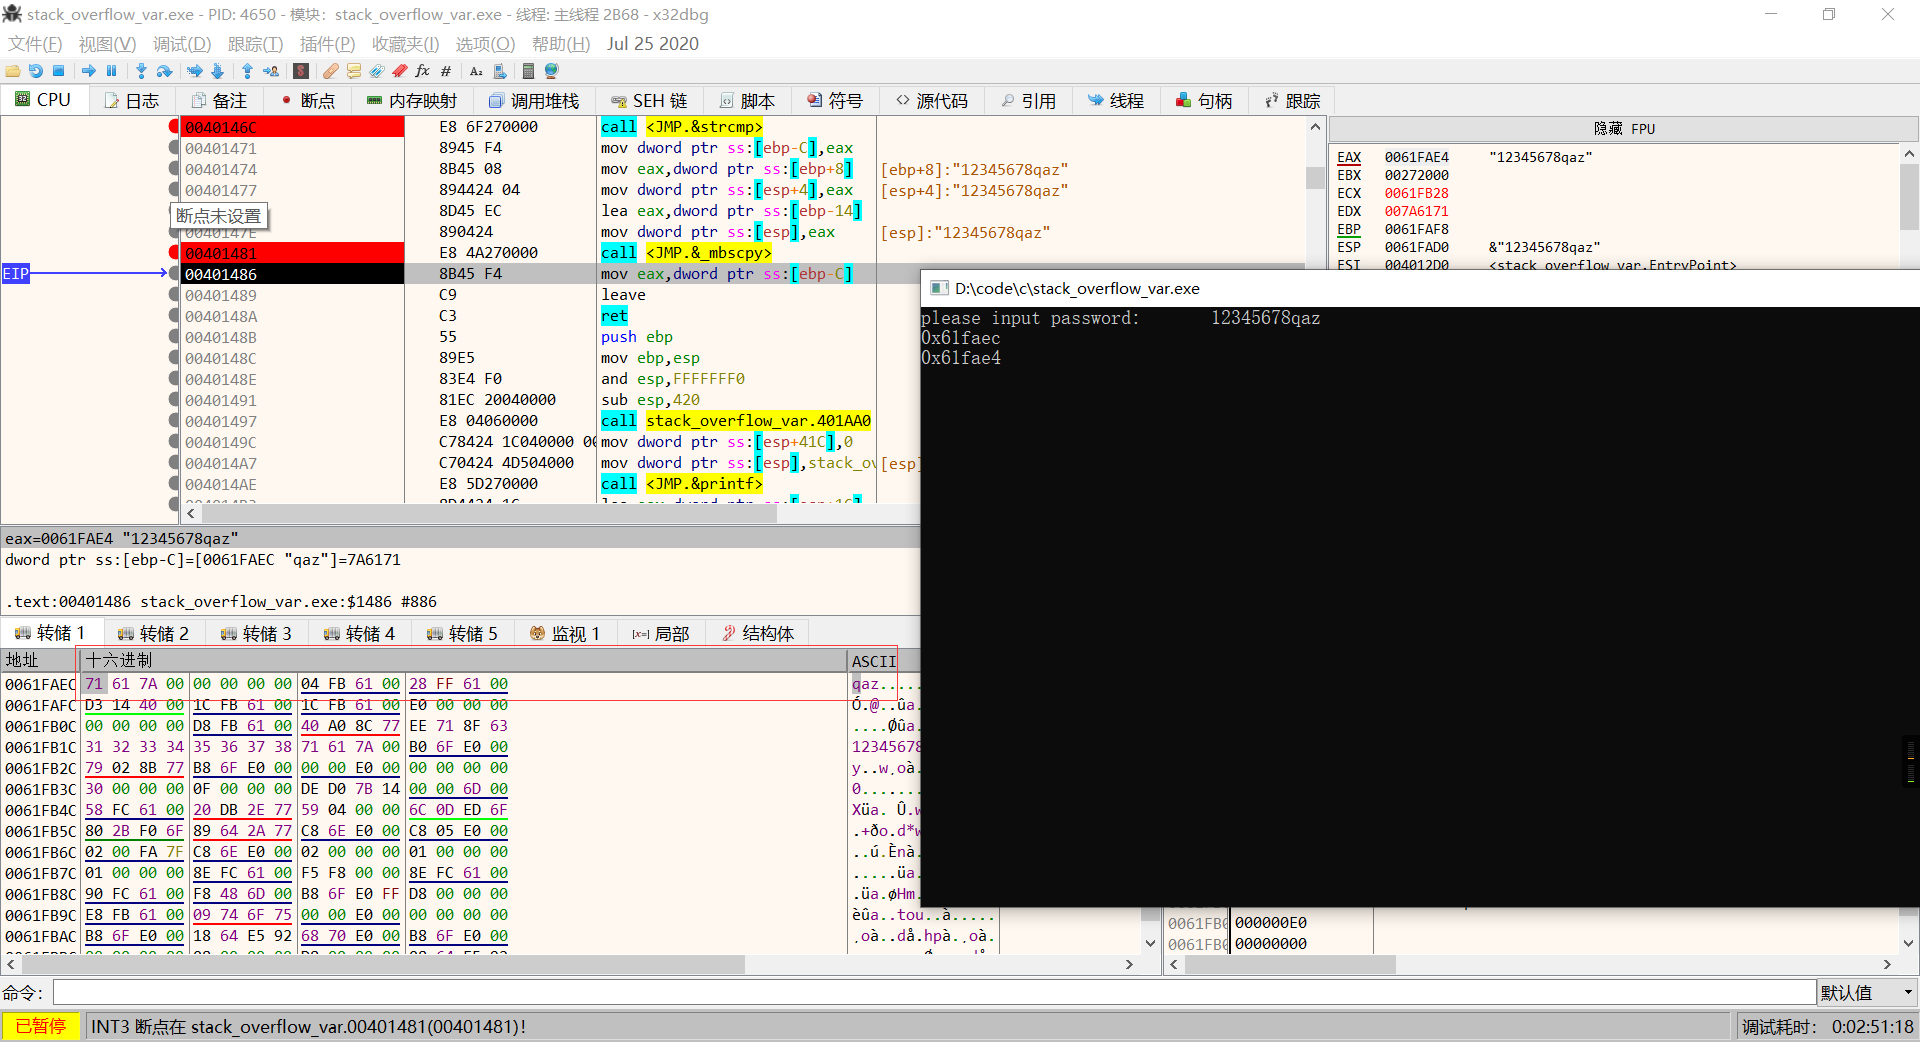 stack_overflow_var.exe - PID: 4650 - 模块: stack_overflow_var.exe - 线程: 主线程 2B68 - x32dbg
文件(F) 视图(V) 调试(D) 跟踪(T) 插件(P) 收藏夹(I) 选项(O) 帮助(H) Jul 25 2020
CPU 日志 备注 断点 内存映射 调用堆栈 SEH 链 脚本 符号 源代码 引用 线程 句柄 跟踪
0040146C E8 6F270000 call <JMP.&strcmp>
00401471 8945 F4 mov dword ptr ss:[ebp-C],eax
00401474 8B45 08 mov eax,dword ptr ss:[ebp+8] [ebp+8]:"12345678qaz"
00401477 894424 04 mov dword ptr ss:[esp+4],eax [esp+4]:"12345678qaz"
断点未设置 8D45 EC lea eax,dword ptr ss:[ebp-14]
0040147E 890424 mov dword ptr ss:[esp],eax [esp]:"12345678qaz"
00401481 E8 4A270000 call <JMP.&_mbscpy>
EIP 00401486 8B45 F4 mov eax,dword ptr ss:[ebp-C]
00401489 C9 leave
0040148A C3 ret
0040148B 55 push ebp
0040148C 89E5 mov ebp,esp
0040148E 83E4 F0 and esp,FFFFFFF0
00401491 81EC 20040000 sub esp,420
00401497 E8 04060000 call stack_overflow_var.401AA0
0040149C C78424 1C040000 00 mov dword ptr ss:[esp+41C],0
004014A7 C70424 4D504000 mov dword ptr ss:[esp],stack_ov [esp]
004014AE E8 5D270000 call <JMP.&printf>
隐藏 FPU
EAX 0061FAE4 "12345678qaz"
EBX 00272000
ECX 0061FB28
EDX 007A6171
EBP 0061FAF8
ESP 0061FAD0 &"12345678qaz"
ESI 004012D0 <stack_overflow_var.EntryPoint>
D:\code\c\stack_overflow_var.exe
please input password: 12345678qaz
0x61faec
0x61fae4
eax=0061FAE4 "12345678qaz"
dword ptr ss:[ebp-C]=[0061FAEC "qaz"]=7A6171
.text:00401486 stack_overflow_var.exe:$1486 #886
转储 1 转储 2 转储 3 转储 4 转储 5 监视 1 [x=] 局部 结构体
地址 十六进制 ASCII
0061FAEC 71 61 7A 00 00 00 00 00 04 FB 61 00 28 FF 61 00 qaz.....
0061FAFC D3 14 40 00 1C FB 61 00 1C FB 61 00 E0 00 00 00 Ó.@..ûa.
0061FB0C 00 00 00 00 D8 FB 61 00 40 A0 8C 77 EE 71 8F 63 ....Øûa.
0061FB1C 31 32 33 34 35 36 37 38 71 61 7A 00 B0 6F E0 00 12345678
0061FB2C 79 02 8B 77 B8 6F E0 00 00 00 E0 00 00 00 00 00 y..w¸oà.
0061FB3C 30 00 00 00 0F 00 00 00 DE D0 7B 14 00 00 6D 00 0.......
0061FB4C 58 FC 61 00 20 DB 2E 77 59 04 00 00 6C 0D ED 6F Xüa. Û.w
0061FB5C 80 2B F0 6F 89 64 2A 77 C8 6E E0 00 C8 05 E0 00 .+ðo.d*w
0061FB6C 02 00 FA 7F C8 6E E0 00 02 00 00 00 01 00 00 00 ..ú.Ènà.
0061FB7C 01 00 00 00 8E FC 61 00 F5 F8 00 00 8E FC 61 00 .....üa.
0061FB8C 90 FC 61 00 F8 48 6D 00 B8 6F E0 FF D8 00 00 00 .üa.øHm.
0061FB9C E8 FB 61 00 09 74 6F 75 00 00 E0 00 00 00 00 00 èûa..tou..à.....
0061FBAC B8 6F E0 00 18 64 E5 92 68 70 E0 00 B8 6F E0 00 ¸oà..då.hpà.¸oà.
0061FB0 000000E0
0061FB0 00000000
命令: 默认值
已暂停 INT3 断点在 stack_overflow_var.00401481(00401481)! 调试耗时: 0:02:51:18